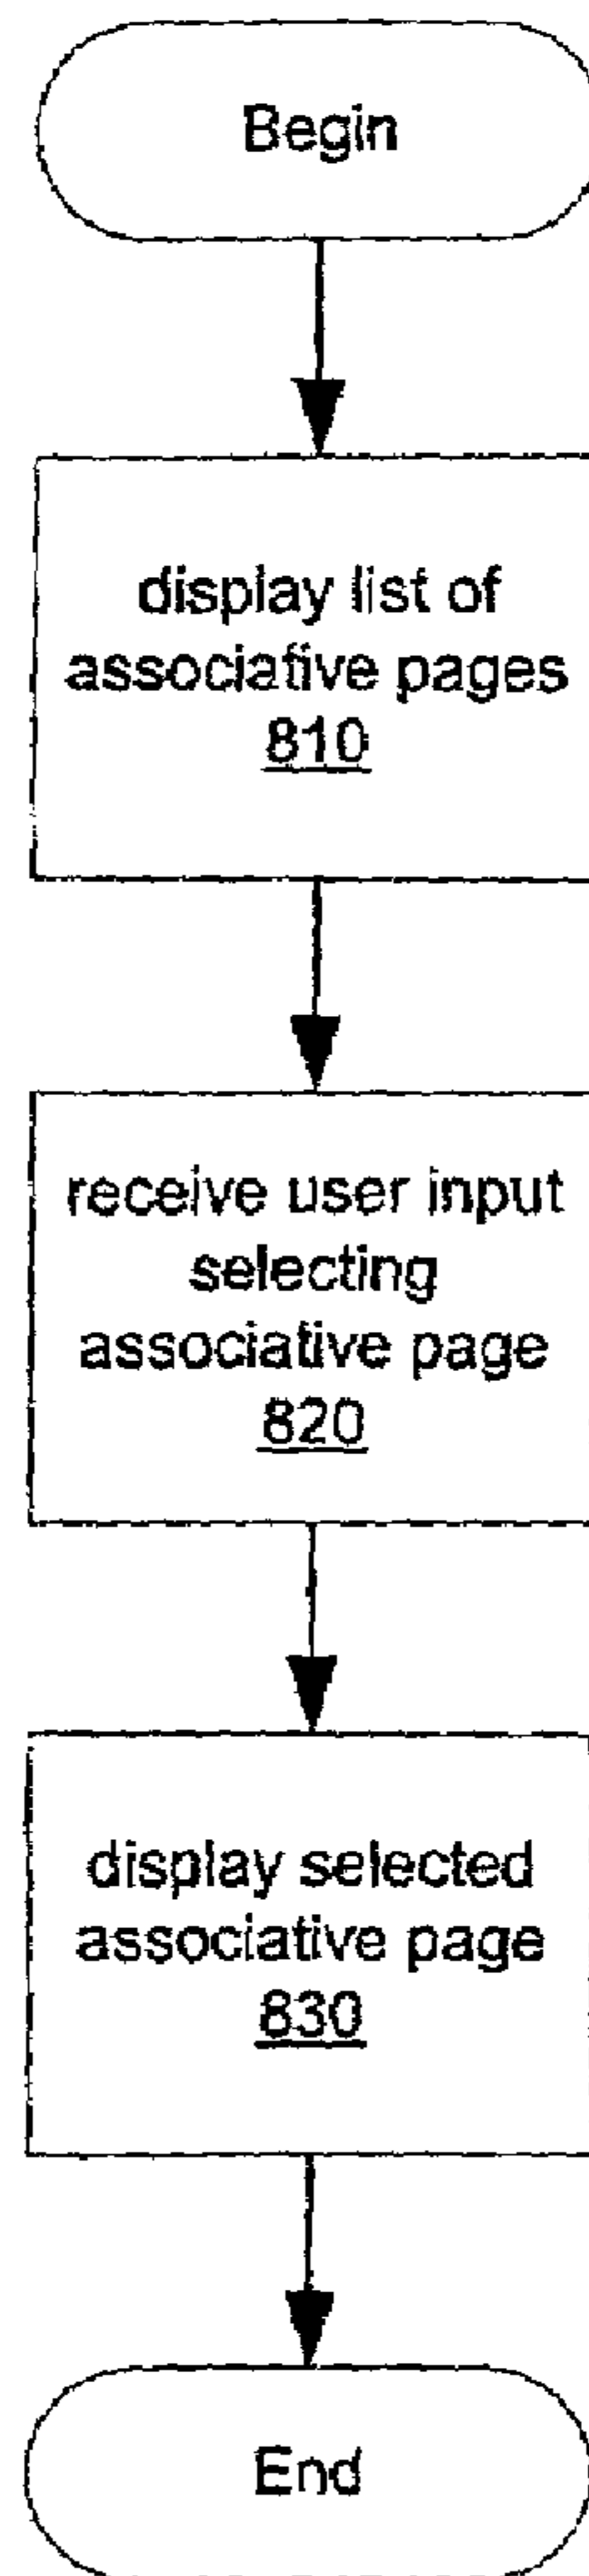 Begin
display list of
associative pages
810
receive user input
selecting
associative page
820
display selected
associative page
830
End